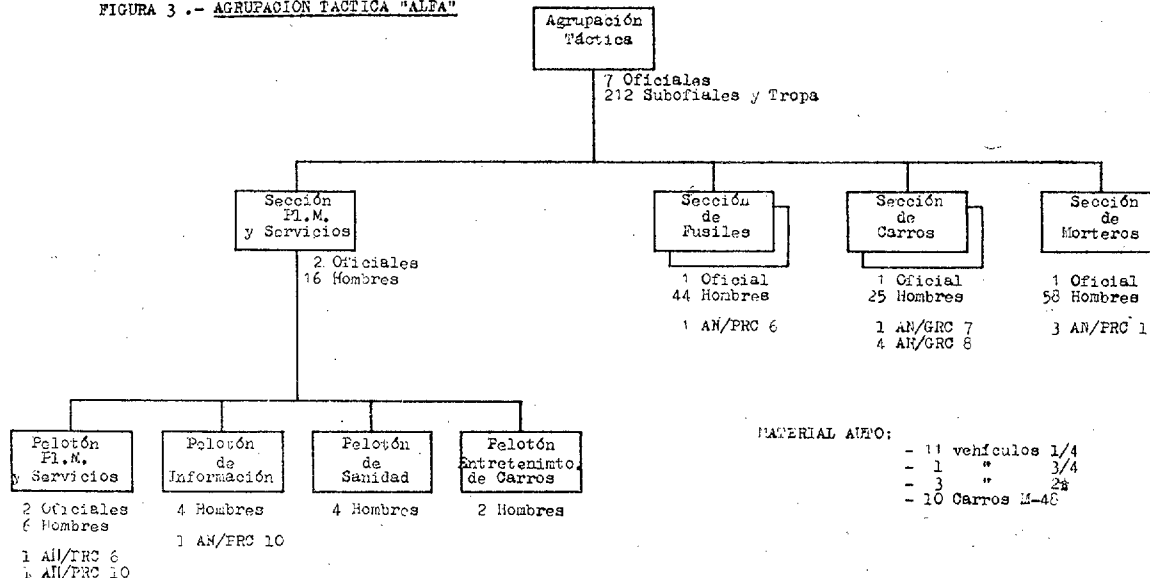 FIGURA 3 .- AGRUPACIÓN TACTICA "ALFA"
Agrupación
Táctica
7 Oficiales
212 Subofiales y Tropa
Sección
Pl.M.
y Servicios
2 Oficiales
16 Hombres
Sección
de
Fusiles
1 Oficial
44 Hombres
1 AN/PRC 6
Sección
de
Carros
1 Oficial
25 Hombres
1 AN/GRC 7
4 AN/GRC 8
Sección
de
Morteros
1 Oficial
58 Hombres
3 AN/PRC 1
Pelotón
Pl.M.
y Servicios
2 Oficiales
6 Hombres
1 AN/PRC 6
1 AN/PRC 10
Pelotón
de
Información
4 Hombres
1 AN/PRC 10
Pelotón
de
Sanidad
4 Hombres
Pelotón
Entretenimto.
de Carros
2 Hombres
MATERIAL AUTO:
- 11 vehículos 1/4
- 1 " 3/4
- 3 "
- 10 Carros M-48